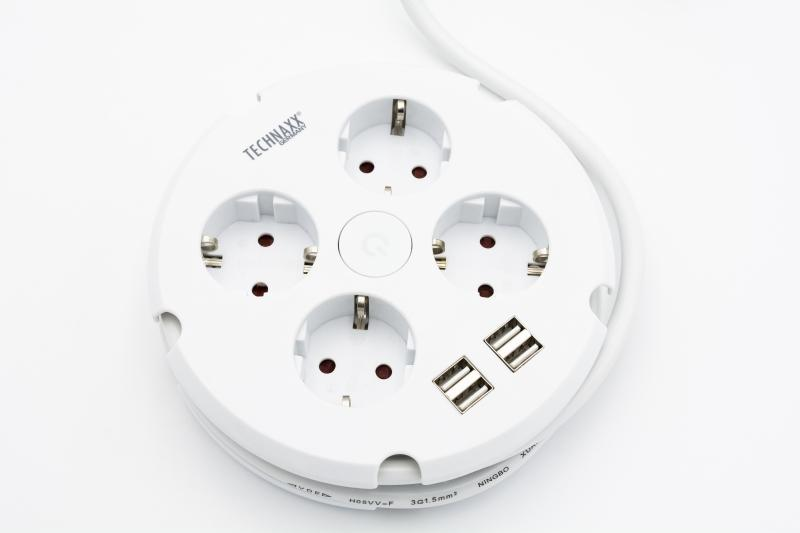 TECHNAXX®
GERMANY
H05VV-F 3G1.5mm² NINGBO